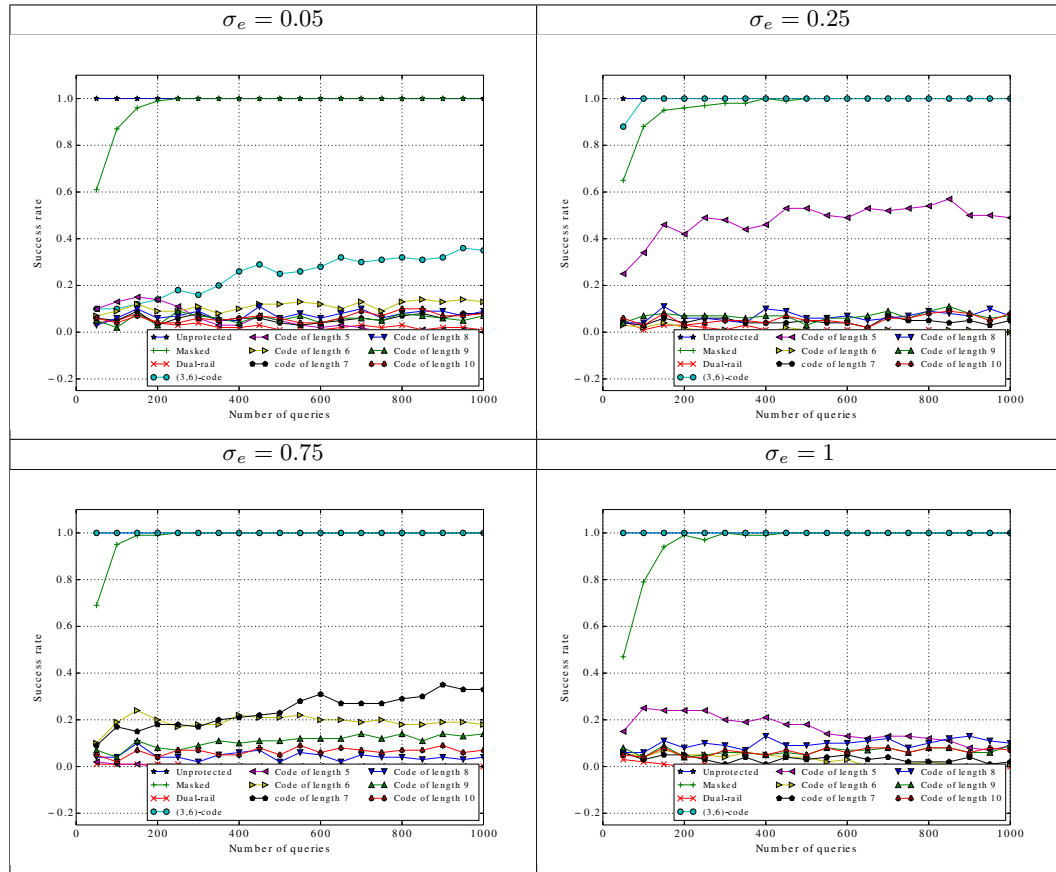 σe = 0.05
σe = 0.25
Success rate
1.0
0.8
0.6
0.4
0.2
0.0
−0.2
0
200
400
600
800
1000
Number of queries
Unprotected
Masked
Dual-rail
(3,6)-code
Code of length 5
Code of length 6
code of length 7
Code of length 8
Code of length 9
Code of length 10
Success rate
1.0
0.8
0.6
0.4
0.2
0.0
−0.2
0
200
400
600
800
1000
Number of queries
Unprotected
Masked
Dual-rail
(3,6)-code
Code of length 5
Code of length 6
code of length 7
Code of length 8
Code of length 9
Code of length 10
σe = 0.75
σe = 1
Success rate
1.0
0.8
0.6
0.4
0.2
0.0
−0.2
0
200
400
600
800
1000
Number of queries
Unprotected
Masked
Dual-rail
(3,6)-code
Code of length 5
Code of length 6
code of length 7
Code of length 8
Code of length 9
Code of length 10
Success rate
1.0
0.8
0.6
0.4
0.2
0.0
−0.2
0
200
400
600
800
1000
Number of queries
Unprotected
Masked
Dual-rail
(3,6)-code
Code of length 5
Code of length 6
code of length 7
Code of length 8
Code of length 9
Code of length 10